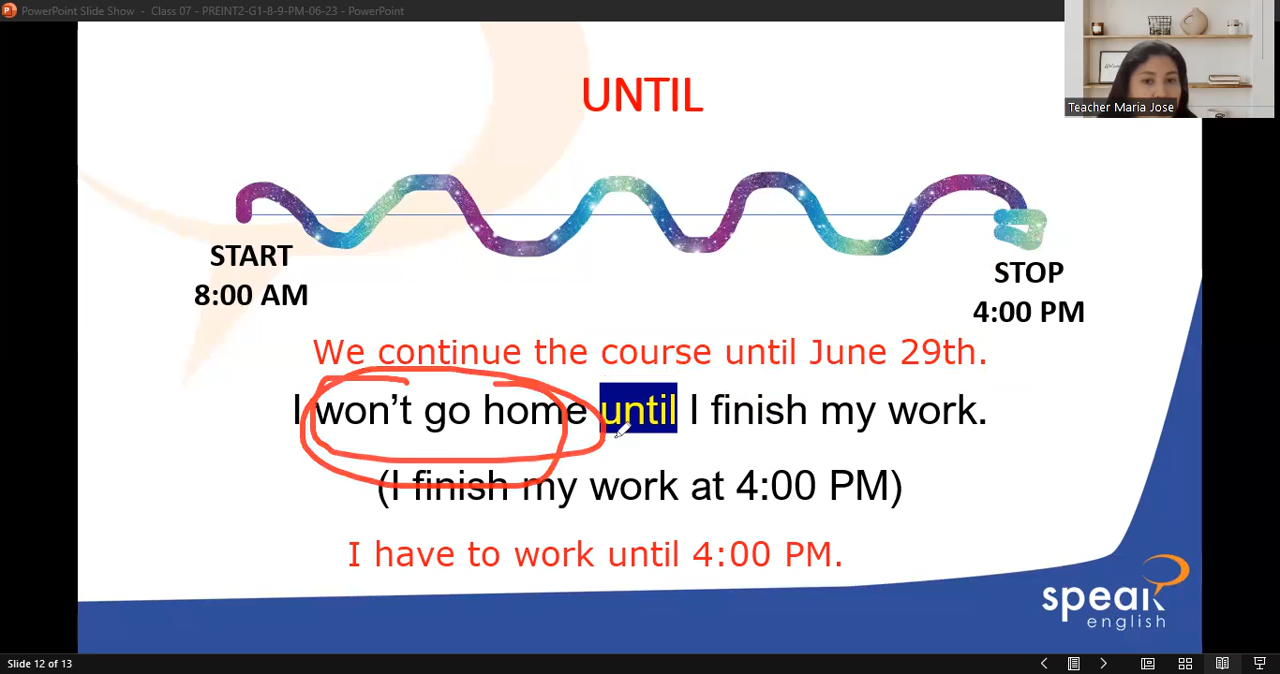 PowerPoint Slide Show - Class 07 - PREINT2-G1-8-9-PM-06-23 - PowerPoint
Teacher Maria Jose
UNTIL
START
8:00 AM
STOP
4:00 PM
We continue the course until June 29th.
I won't go home until I finish my work.
(I finish my work at 4:00 PM)
I have to work until 4:00 PM.
speak
english
Slide 12 of 13